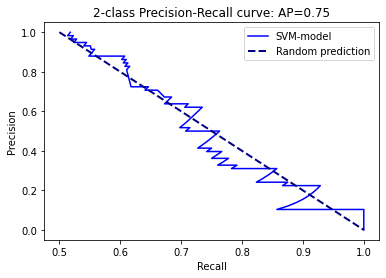 2-class Precision-Recall curve: AP=0.75
SVM-model
Random prediction
Precision
1.0
0.8
0.6
0.4
0.2
0.0
0.5 0.6 0.7 0.8 0.9 1.0
Recall